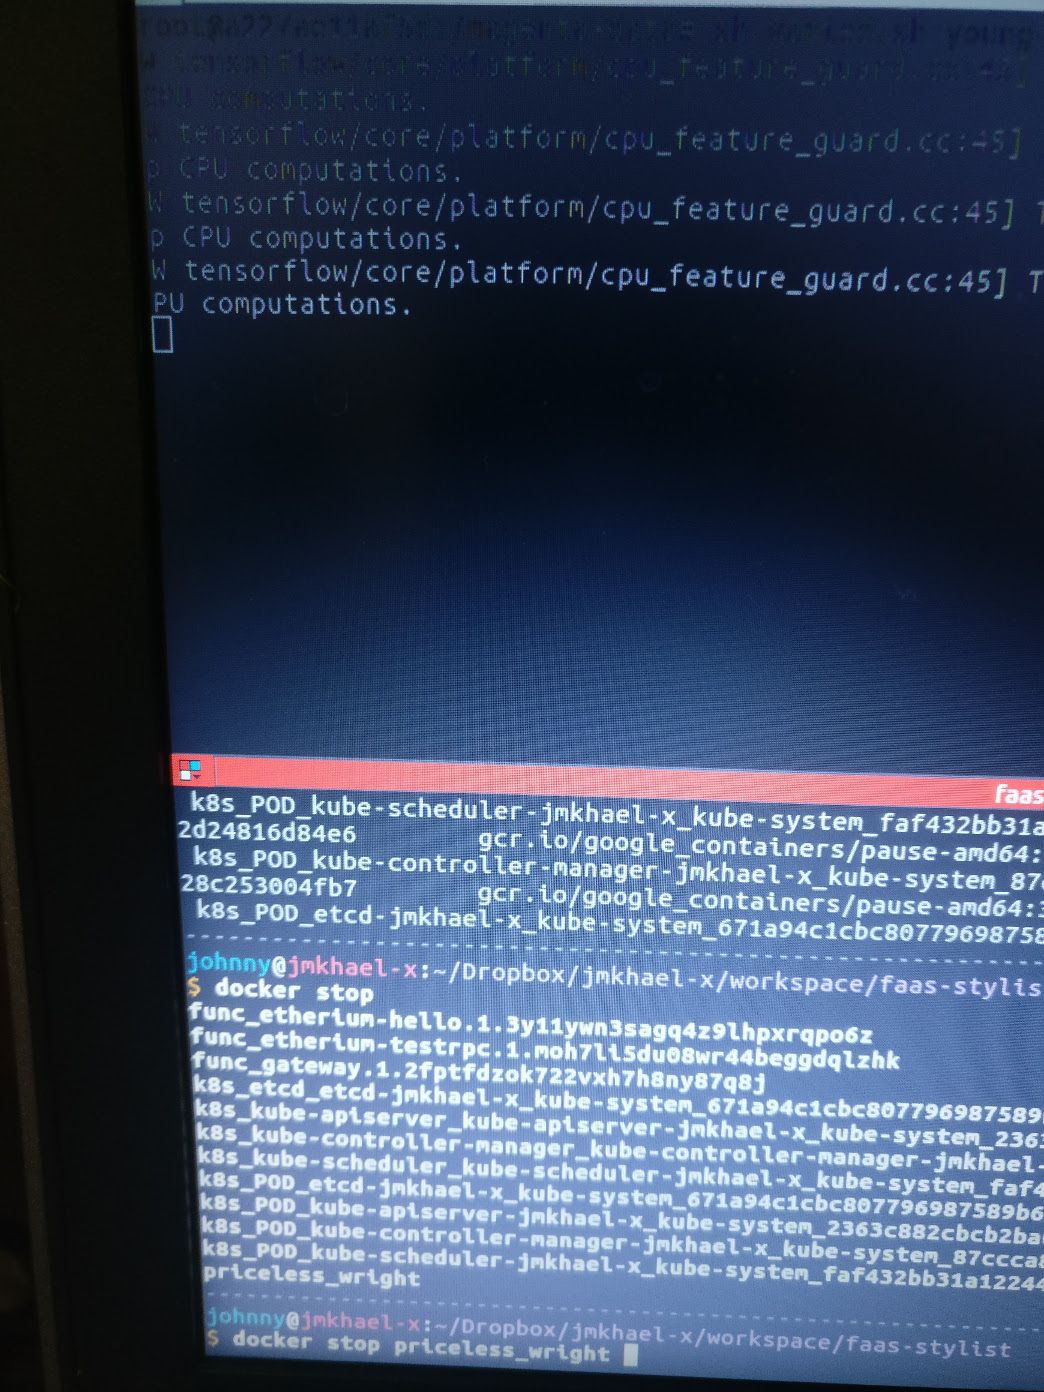 tensorflow/core/platform/cpu_feature_guard.cc:45]
CPU computations.
W tensorflow/core/platform/cpu_feature_guard.cc:45]
p CPU computations.
W tensorflow/core/platform/cpu_feature_guard.cc:45] T
p CPU computations.
W tensorflow/core/platform/cpu_feature_guard.cc:45] T
PU computations.
faas
k8s_POD_kube-scheduler-jmkhael-x_kube-system_faf432bb31a
2d24816d84e6 gcr.io/google_containers/pause-amd64:
k8s_POD_kube-controller-manager-jmkhael-x_kube-system_87
28c253004fb7 gcr.io/google_containers/pause-amd64:3
k8s_POD_etcd-jmkhael-x_kube-system_671a94c1cbc80779698758
johnny@jmkhael-x:~/Dropbox/jmkhael-x/workspace/faas-stylis
$ docker stop
func_etherium-hello.1.3y11ywn3sagq4z9lhpxrqpo6z
func_etherium-testrpc.1.moh7li5du08wr44beggdqlzhk
func_gateway.1.2fptfdzok722vxh7h8ny87q8j
k8s_etcd_etcd-jmkhael-x_kube-system_671a94c1cbc807796987589
k8s_kube-apiserver_kube-apiserver-jmkhael-x_kube-system_2363
k8s_kube-controller-manager_kube-controller-manager-jmkhael-
k8s_kube-scheduler_kube-scheduler-jmkhael-x_kube-system_faf4
k8s_POD_etcd-jmkhael-x_kube-system_671a94c1cbc807796987589b6
k8s_POD_kube-apiserver-jmkhael-x_kube-system_2363c882cbcb2ba
k8s_POD_kube-controller-manager-jmkhael-x_kube-system_87ccca
k8s_POD_kube-scheduler-jmkhael-x_kube-system_faf432bb31a12244
priceless_wright
johnny@jmkhael-x:~/Dropbox/jmkhael-x/workspace/faas-stylist
$ docker stop priceless_wright